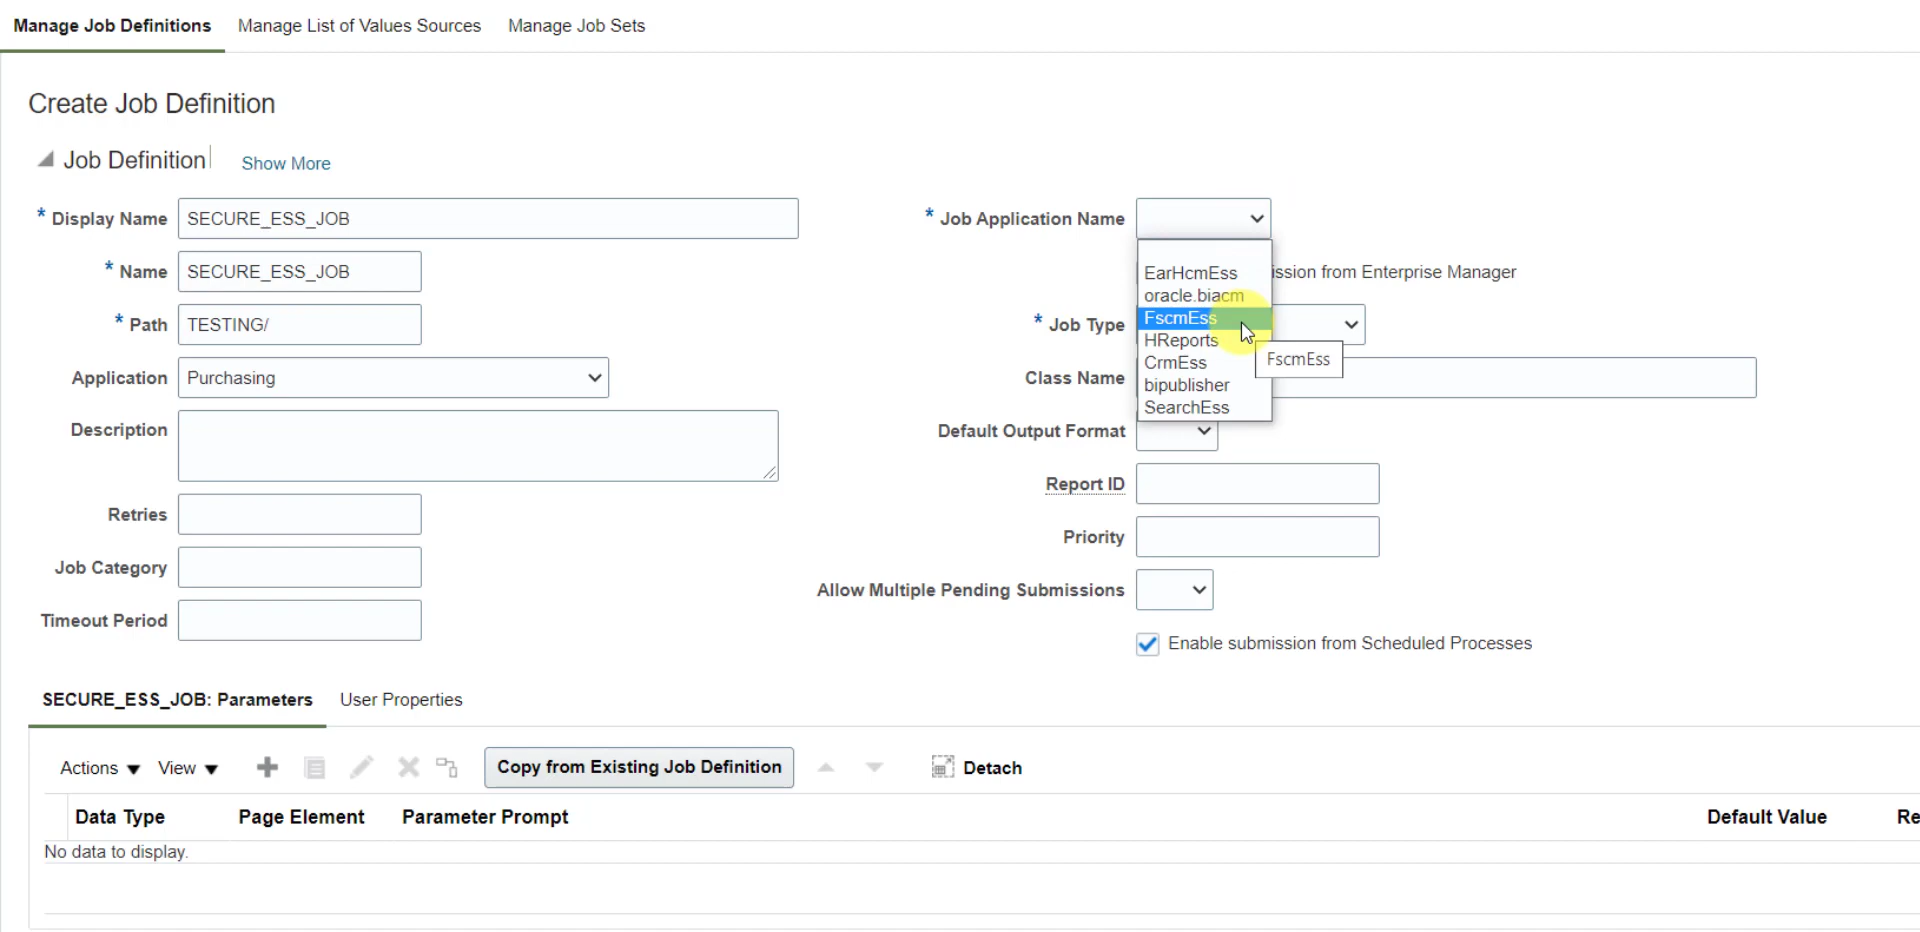 Manage Job Definitions Manage List of Values Sources Manage Job Sets
Create Job Definition
Job Definition Show More
* Display Name SECURE_ESS_JOB
* Name SECURE_ESS_JOB
* Path TESTING/
Application Purchasing
Description
Retries
Job Category
Timeout Period
* Job Application Name
EarHcmEss
oracle.biacm
FscmEss
HReports
CrmEss
bipublisher
SearchEss
FscmEss
ission from Enterprise Manager
* Job Type
Class Name
Default Output Format
Report ID
Priority
Allow Multiple Pending Submissions
Enable submission from Scheduled Processes
SECURE_ESS_JOB: Parameters User Properties
Actions View Copy from Existing Job Definition Detach
Data Type Page Element Parameter Prompt Default Value Re
No data to display.